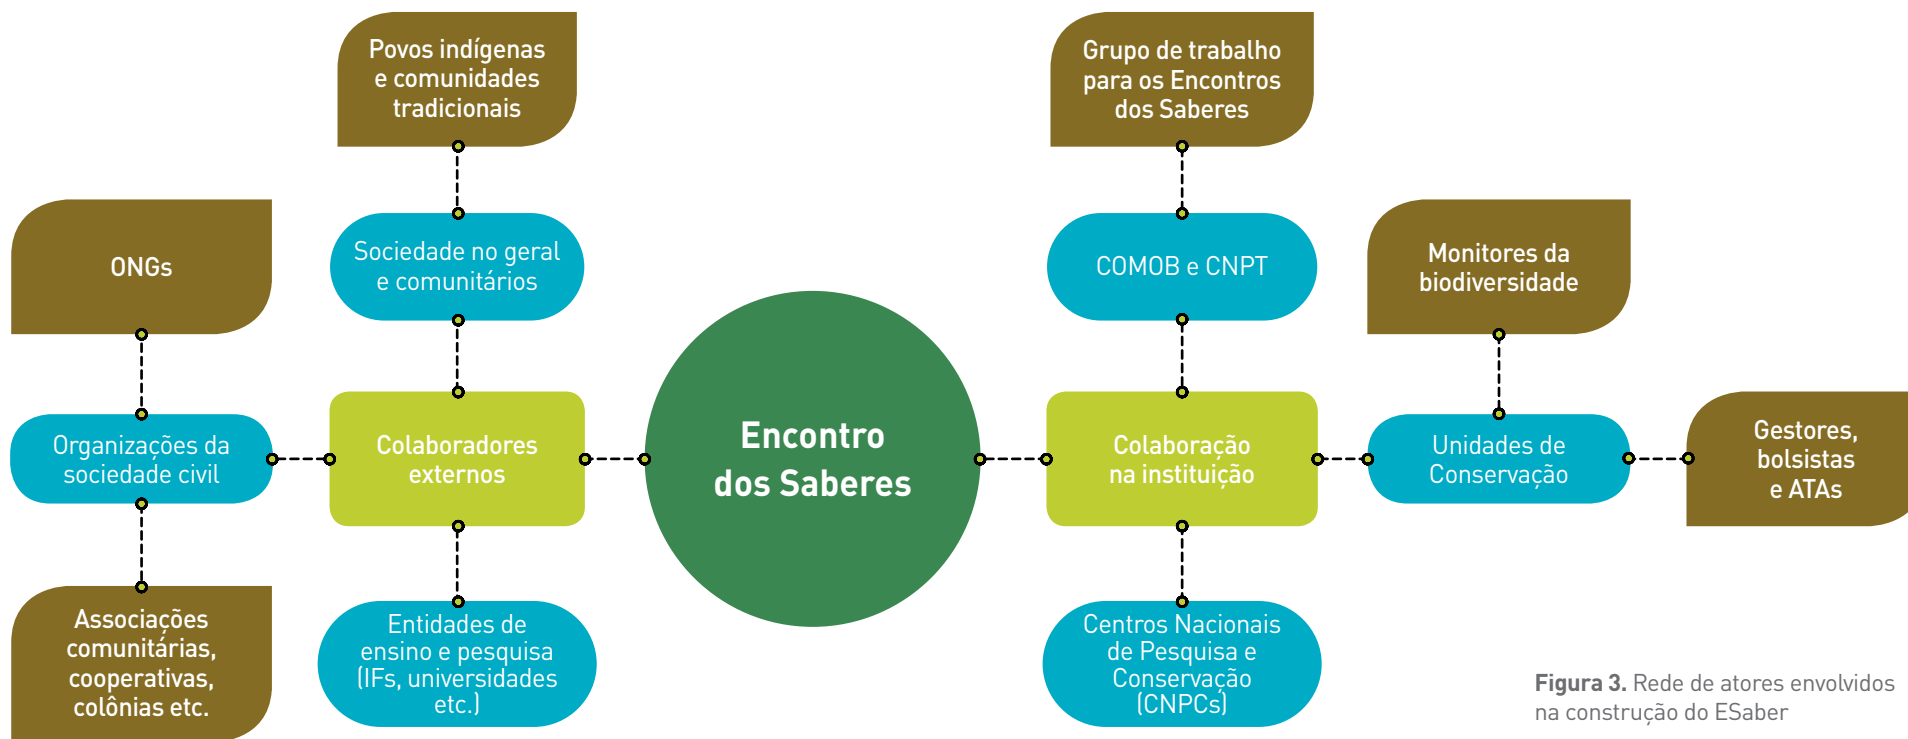 Povos indígenas
e comunidades
tradicionais
Grupo de trabalho
para os Encontros
dos Saberes
ONGs
Sociedade no geral
e comunitários
COMOB e CNPT
Monitores da
biodiversidade
Organizações da
sociedade civil
Colaboradores
externos
Encontro
dos Saberes
Colaboração
na instituição
Unidades de
Conservação
Gestores,
bolsistas
e ATAs
Associações
comunitárias,
cooperativas,
colônias etc.
Entidades de
ensino e pesquisa
(IFs, universidades
etc.)
Centros Nacionais
de Pesquisa e
Conservação
(CNPCs)
Figura 3. Rede de atores envolvidos
na construção do ESaber